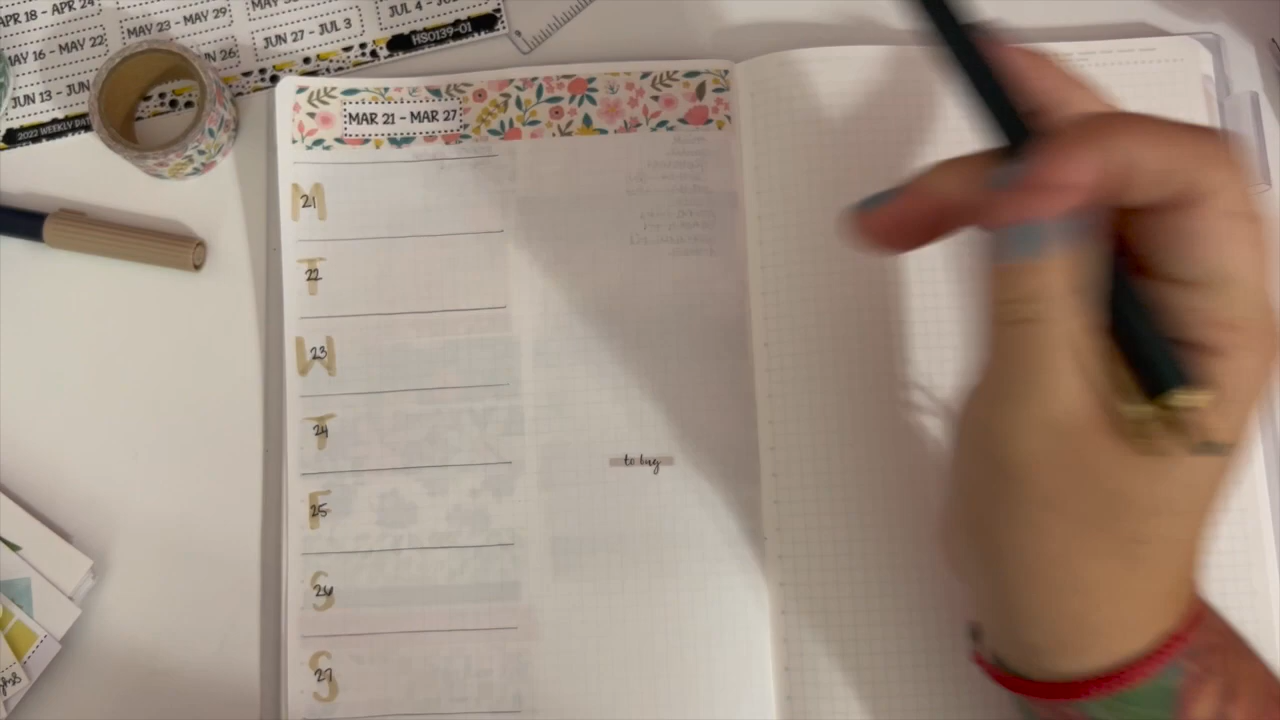 APR 18 - APR 24
MAY 23 - MAY 29
JUL 4 - JUL
MAY 16 - MAY 22
JUN 27 - JUL 3
HS0139-01
JUN 13 - JUN
26
2022 WEEKLY
MAR 21 - MAR 27
M 21
T 22
W 23
T 24
F 25
S 26
S 27
to buy